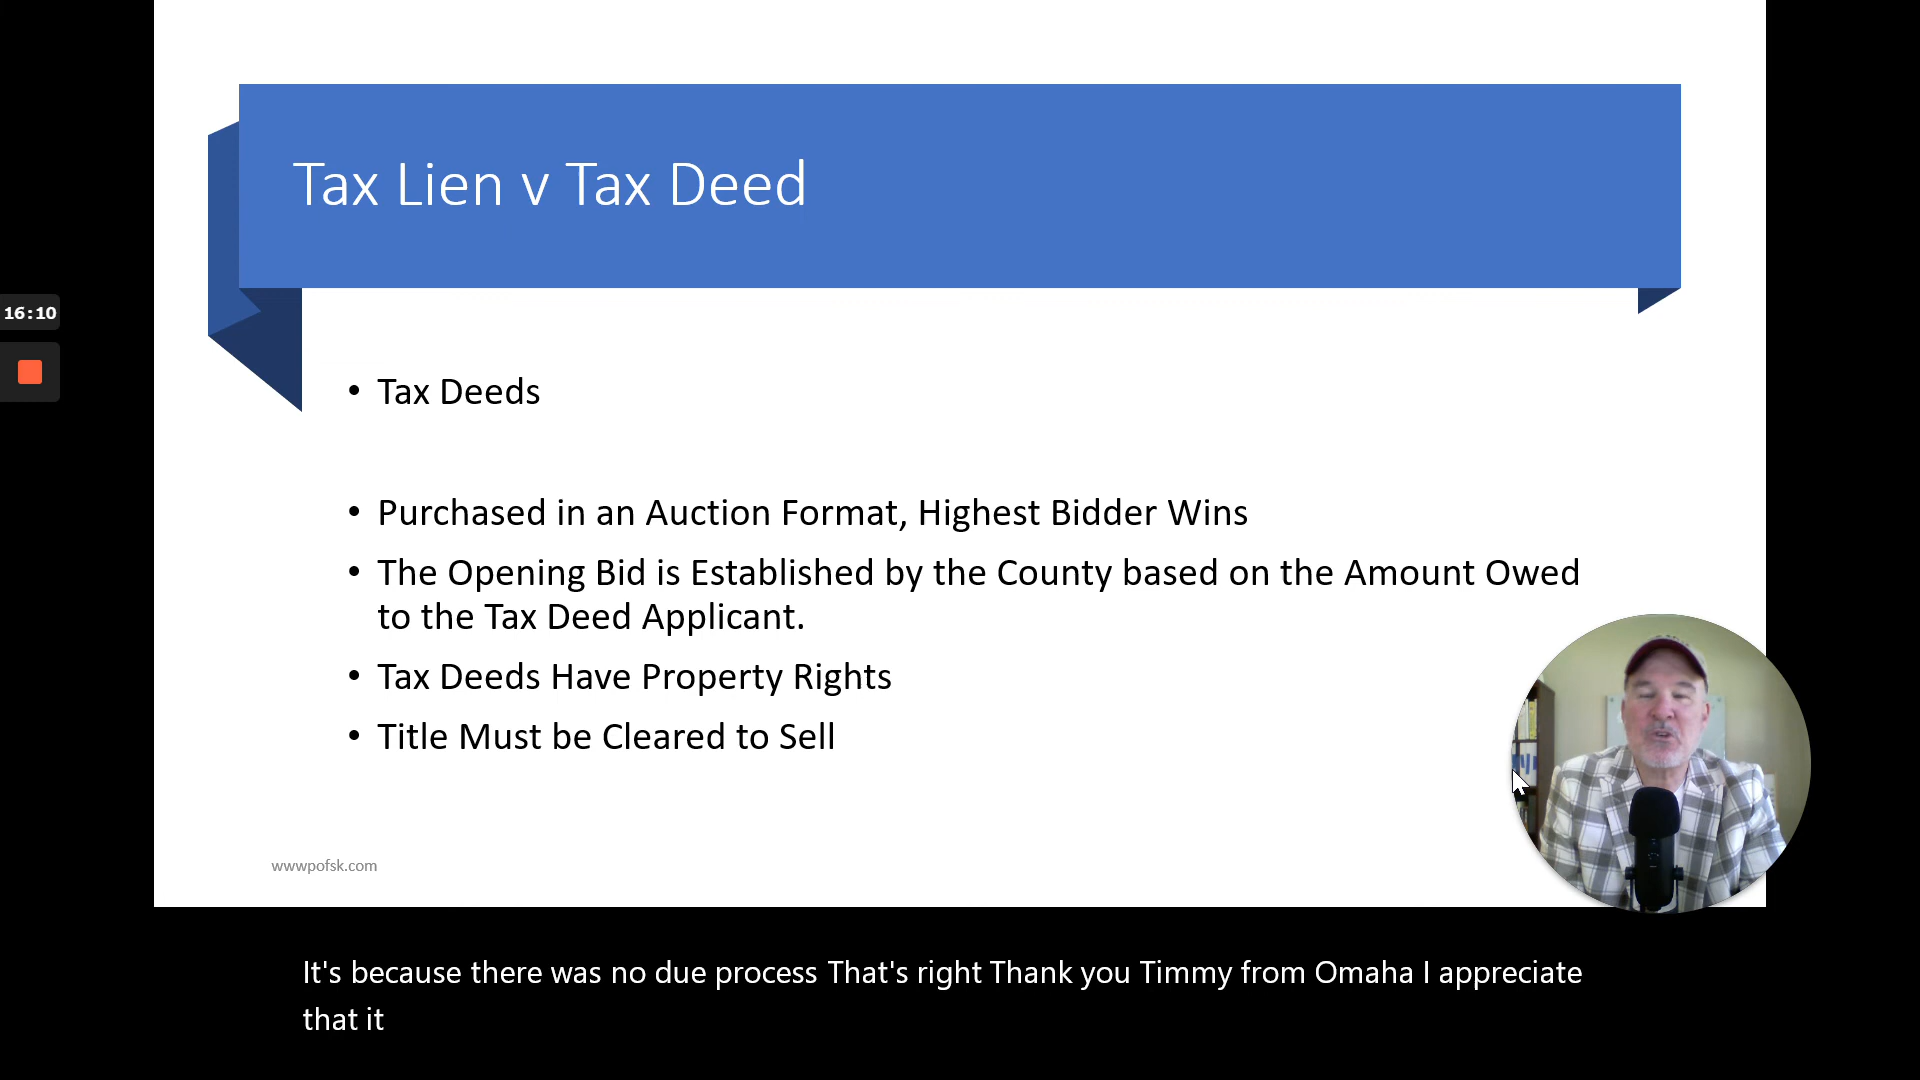 Tax Lien v Tax Deed
16:10
• Tax Deeds
• Purchased in an Auction Format, Highest Bidder Wins
• The Opening Bid is Established by the County based on the Amount Owed
to the Tax Deed Applicant.
• Tax Deeds Have Property Rights
• Title Must be Cleared to Sell
wwwpofsk.com
It's because there was no due process That's right Thank you Timmy from Omaha I appreciate
that it